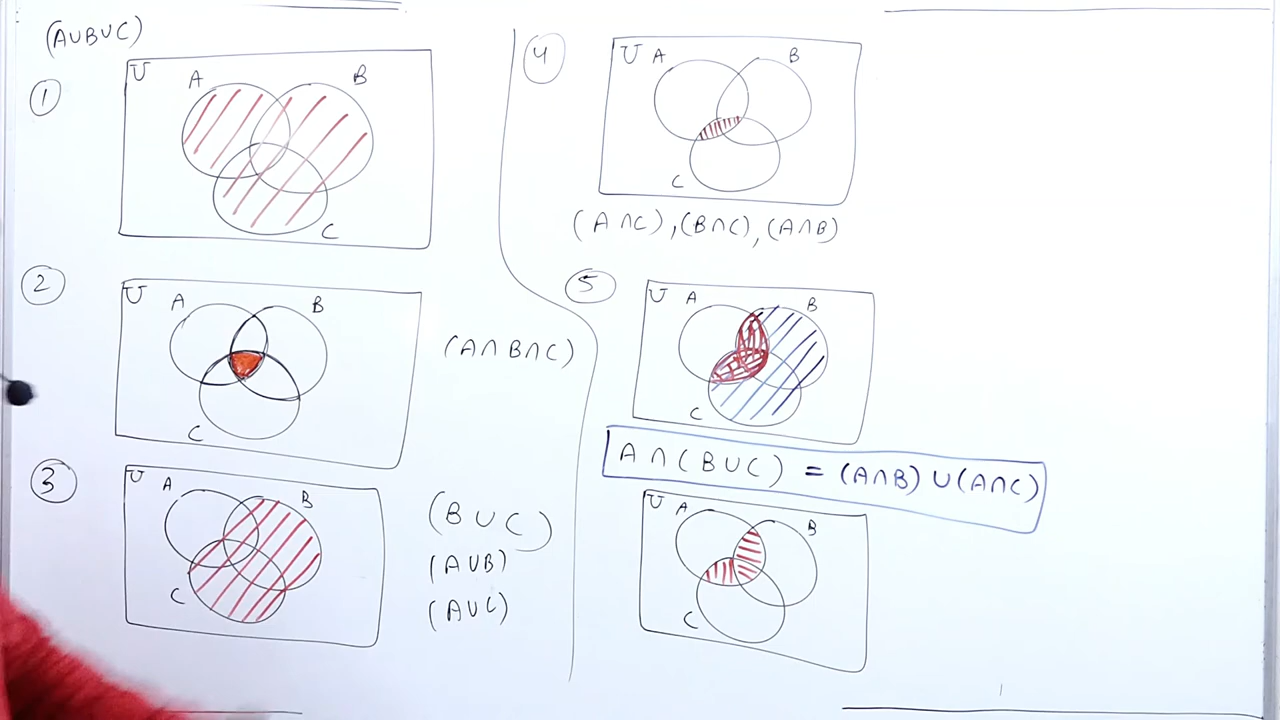 (A∪B∪C)
1
U A B C
2
U A B C
(A∩B∩C)
3
U A B C
(B∪C)
(A∪B)
(A∪C)
4
U A B C
(A∩C),(B∩C),(A∩B)
5
U A B C
A∩(B∪C) = (A∩B)∪(A∩C)
U A B C